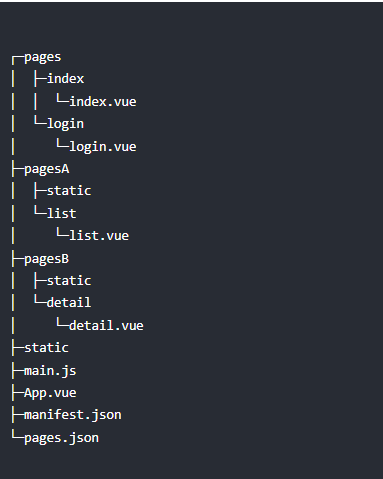 ┌─pages
│  ├─index
│  │  └─index.vue
│  └─login
│     └─login.vue
├─pagesA
│  ├─static
│  └─list
│     └─list.vue
├─pagesB
│  ├─static
│  └─detail
│     └─detail.vue
├─static
├─main.js
├─App.vue
├─manifest.json
└─pages.json